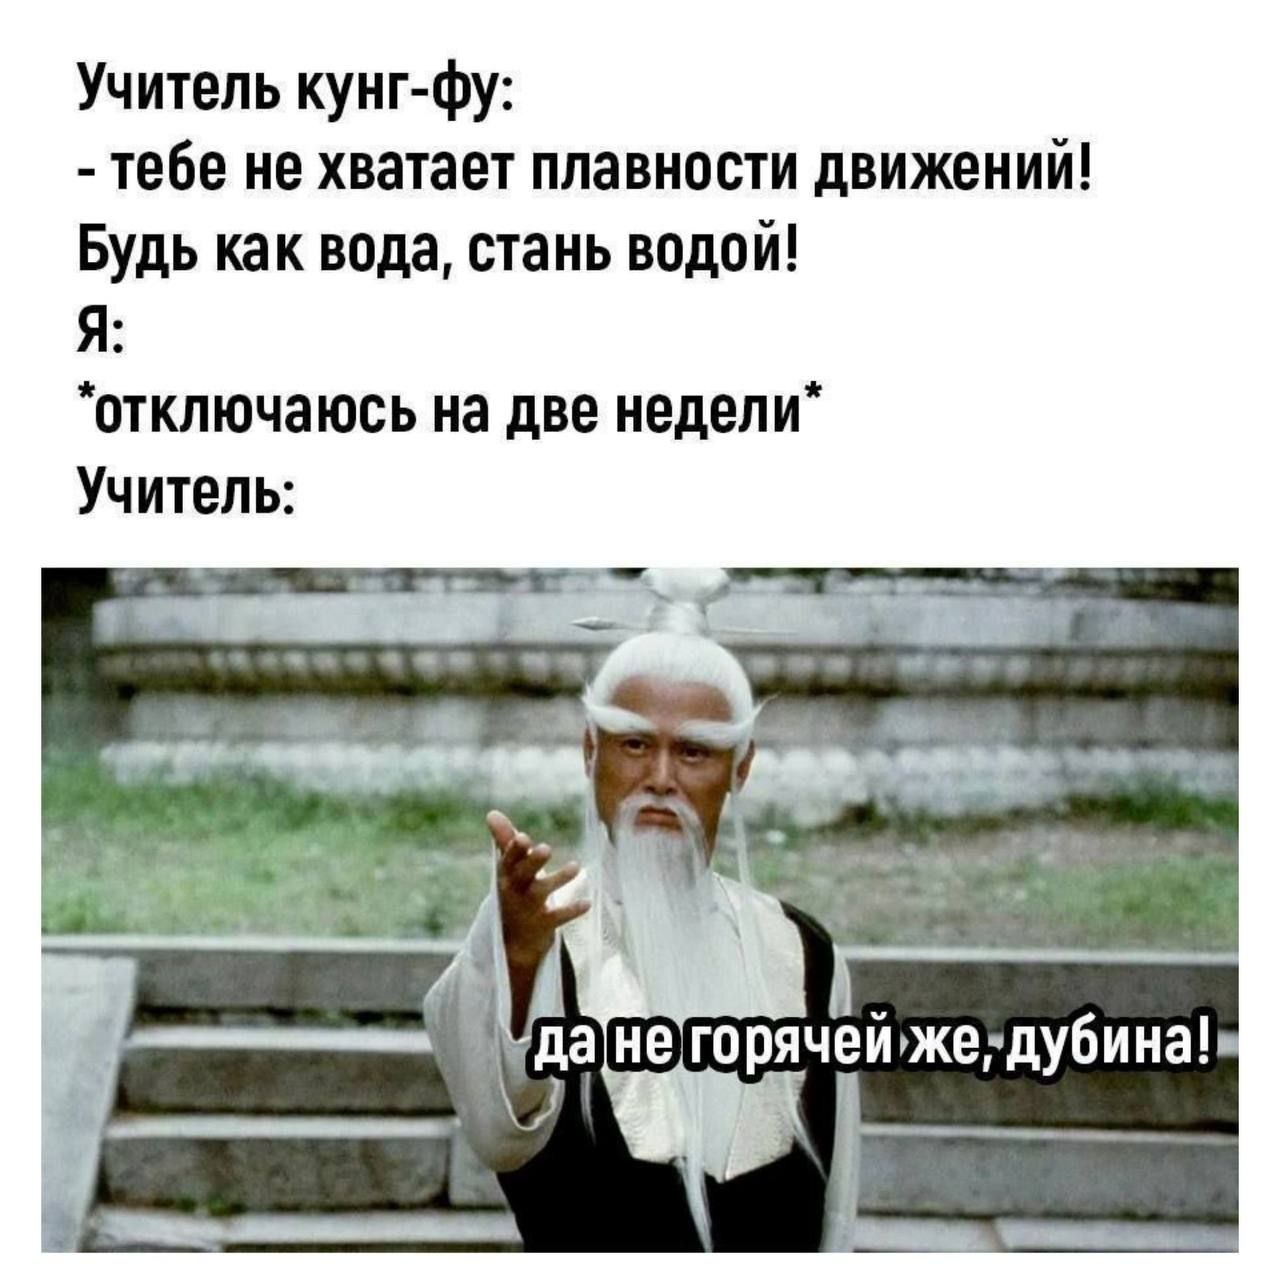 Учитель кунг-фу:
- тебе не хватает плавности движений!
Будь как вода, стань водой!
Я:
*отключаюсь на две недели*
Учитель:
да не горячей же, дубина!